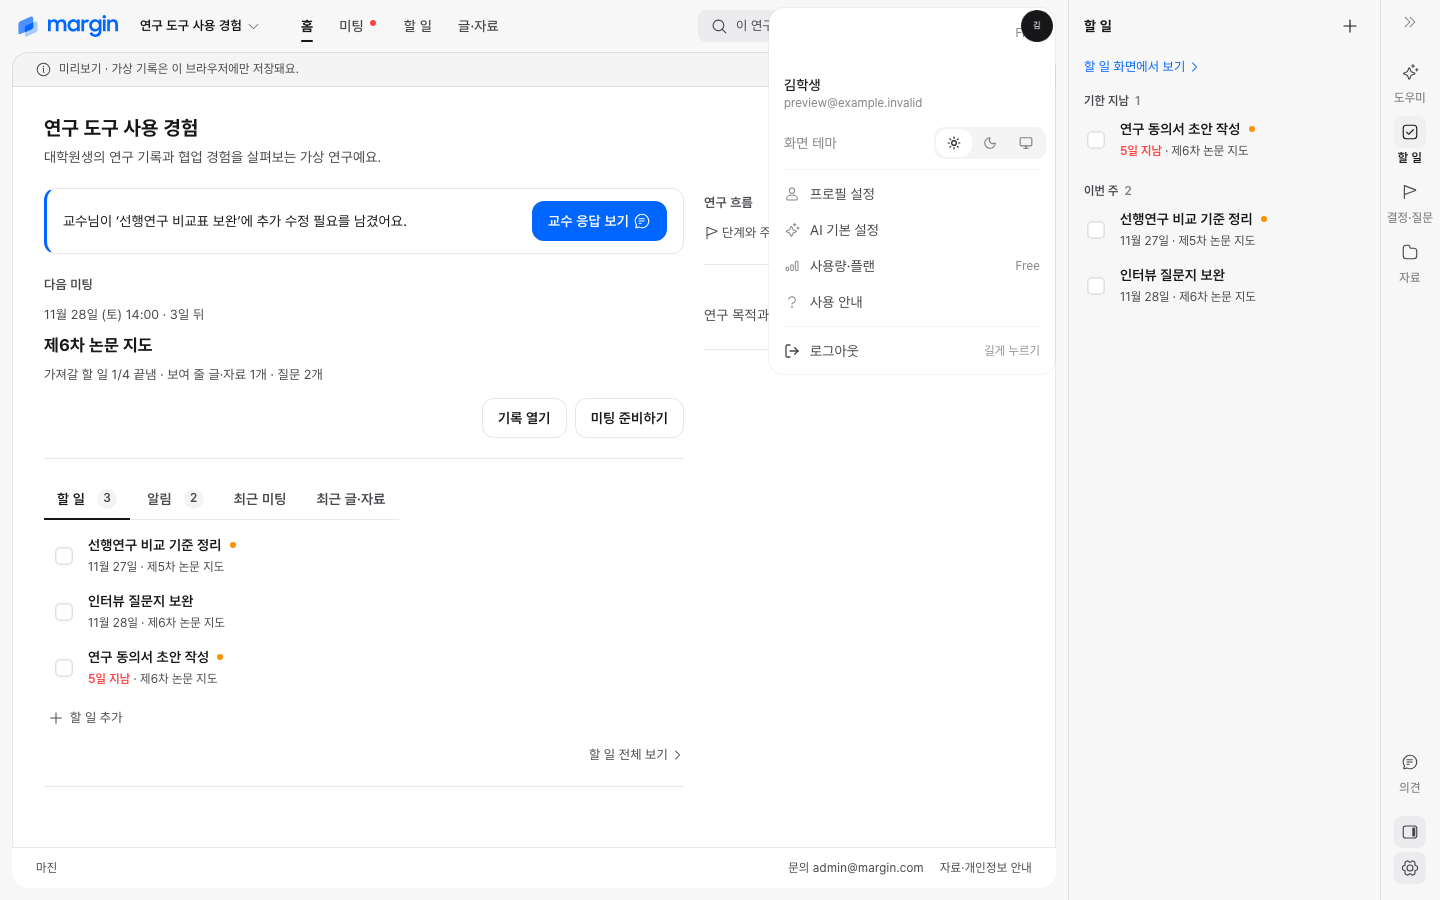 margin
연구 도구 사용 경험
홈
미팅
할 일
글·자료
이 연구
F
김
미리보기 · 가상 기록은 이 브라우저에만 저장돼요.
연구 도구 사용 경험
대학원생의 연구 기록과 협업 경험을 살펴보는 가상 연구예요.
교수님이 ‘선행연구 비교표 보완’에 추가 수정 필요를 남겼어요.
교수 응답 보기
다음 미팅
11월 28일 (토) 14:00 · 3일 뒤
제6차 논문 지도
가져갈 할 일 1/4 끝냄 · 보여 줄 글·자료 1개 · 질문 2개
기록 열기
미팅 준비하기
할 일 3
알림 2
최근 미팅
최근 글·자료
선행연구 비교 기준 정리
11월 27일 · 제5차 논문 지도
인터뷰 질문지 보완
11월 28일 · 제6차 논문 지도
연구 동의서 초안 작성
5일 지남 · 제6차 논문 지도
할 일 추가
할 일 전체 보기
연구 흐름
단계와 주
연구 목적과
김학생
preview@example.invalid
화면 테마
프로필 설정
AI 기본 설정
사용량·플랜
Free
사용 안내
로그아웃
길게 누르기
마진
문의 admin@margin.com
자료·개인정보 안내
할 일
할 일 화면에서 보기
기한 지남 1
연구 동의서 초안 작성
5일 지남 · 제6차 논문 지도
이번 주 2
선행연구 비교 기준 정리
11월 27일 · 제5차 논문 지도
인터뷰 질문지 보완
11월 28일 · 제6차 논문 지도
도우미
할 일
결정·질문
자료
의견